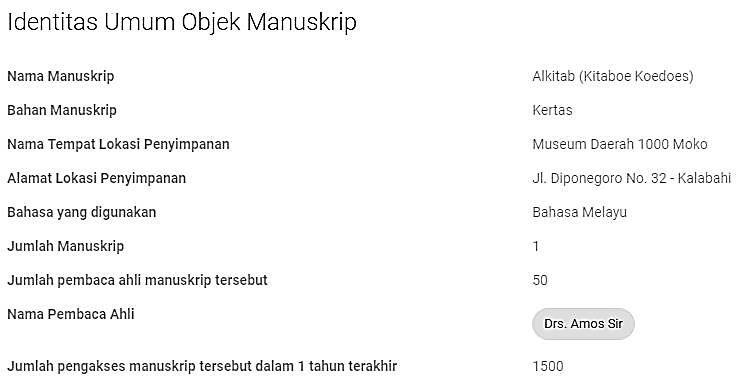 Identitas Umum Objek Manuskrip
Nama Manuskrip Alkitab (Kitaboe Koedoes)
Bahan Manuskrip Kertas
Nama Tempat Lokasi Penyimpanan Museum Daerah 1000 Moko
Alamat Lokasi Penyimpanan Jl. Diponegoro No. 32 - Kalabahi
Bahasa yang digunakan Bahasa Melayu
Jumlah Manuskrip 1
Jumlah pembaca ahli manuskrip tersebut 50
Nama Pembaca Ahli Drs. Amos Sir
Jumlah pengakses manuskrip tersebut dalam 1 tahun terakhir 1500